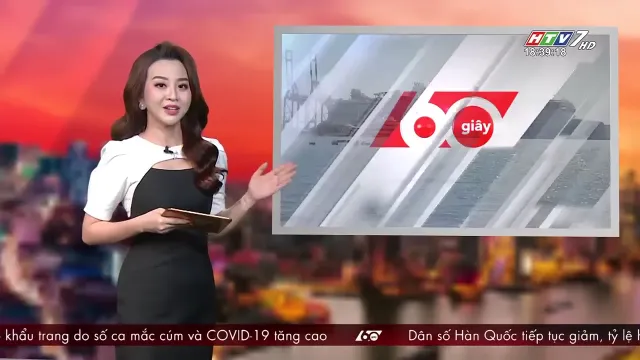 HTV7 HD
18:39:18
60 giây
khẩu trang do số ca mắc cúm và COVID-19 tăng cao 60 Dân số Hàn Quốc tiếp tục giảm, tỷ lệ